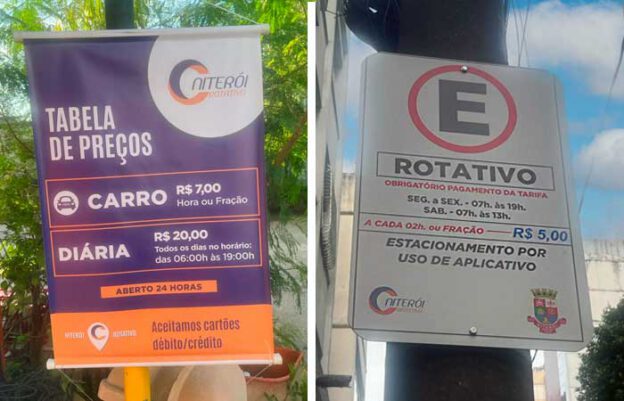 NITERÓI
ROTATIVO
TABELA
DE PREÇOS
CARRO R$ 7,00
Hora ou Fração
DIÁRIA R$ 20,00
Todos os dias no horário:
das 06:00hs às 19:00hs
ABERTO 24 HORAS
NITERÓI ROTATIVO
Aceitamos cartões
débito/crédito
E
ROTATIVO
OBRIGATÓRIO PAGAMENTO DA TARIFA
SEG. a SEX. - 07h. às 19h.
SAB. - 07h. às 13h.
A CADA 02h. ou FRAÇÃO R$ 5,00
ESTACIONAMENTO POR
USO DE APLICATIVO
NITERÓI
ROTATIVO